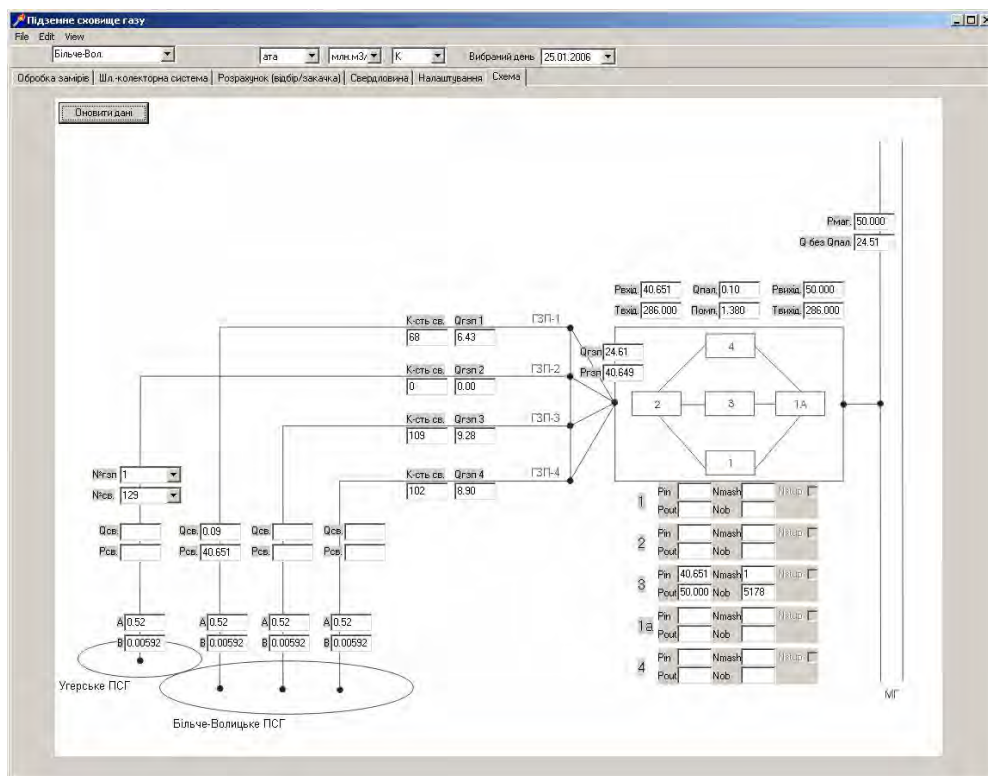 Підземне сховище газу
File Edit View
Більче-Вол. ата млн.м3/ К Вибраний день 25.01.2006
Обробка замірів Шл.-колекторна система Розрахунок (відбір/закачка) Свердловина Налаштування Схема
Оновити дані
Рмаг. 50.000
Q без Qпал. 24.51
Рвхід. 40.651 Qпал. 0.10 Рвихід. 50.000
Твхід. 286.000 Помп. 1.380 Твихід. 286.000
К-сть св. Qгзп 1 ГЗП-1
68 6.43
Qгзп 24.61
Ргзп 40.649
4
К-сть св. Qгзп 2 ГЗП-2
0 0.00
2 3 1А
К-сть св. Qгзп 3 ГЗП-3
109 9.28
1
К-сть св. Qгзп 4 ГЗП-4
102 8.90
№гзп 1
№св. 129
Qсв. Qсв. 0.09 Qсв. Qсв.
Рсв. Рсв. 40.651 Рсв. Рсв.
A 0.52 A 0.52 A 0.52 A 0.52
B 0.00592 B 0.00592 B 0.00592 B 0.00592
Угерське ПСГ
Більче-Волицьке ПСГ
1 Pin Nmash Nstup
Pout Nob
2 Pin Nmash Nstup
Pout Nob
3 Pin 40.651 Nmash 1 Nstup
Pout 50.000 Nob 5178
1a Pin Nmash Nstup
Pout Nob
4 Pin Nmash Nstup
Pout Nob
МГ